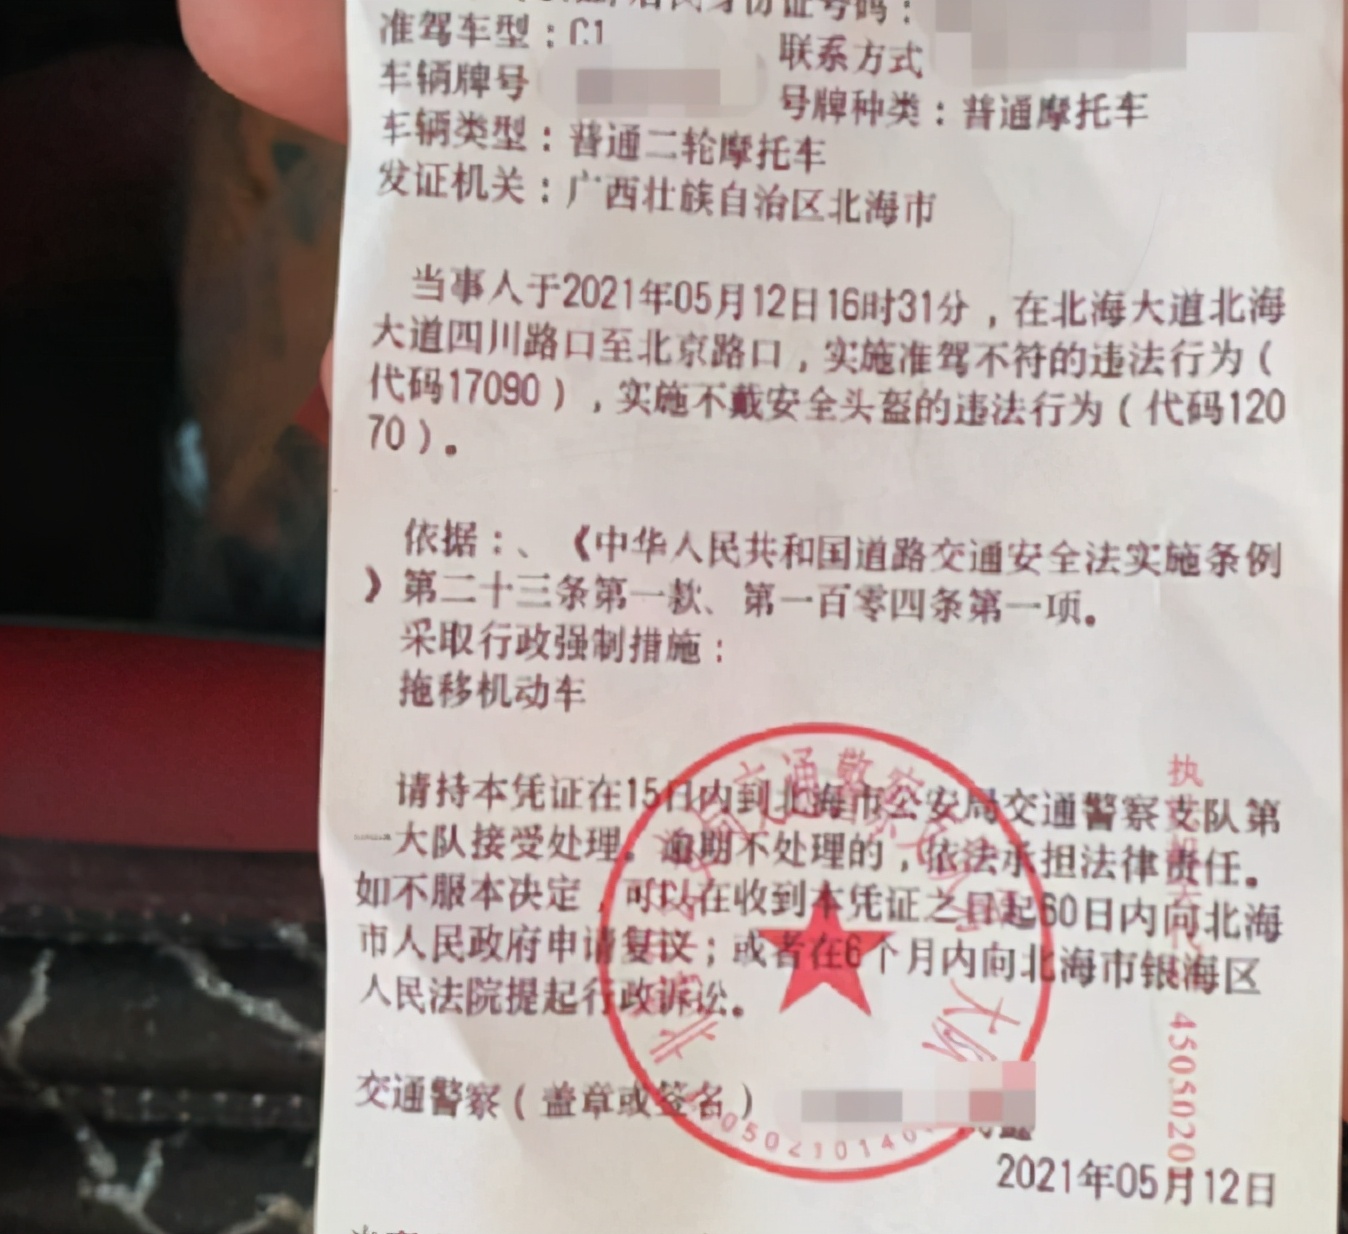 居民身份证号码：
准驾车型：C1
联系方式
车辆牌号
号牌种类：普通摩托车
车辆类型：普通二轮摩托车
发证机关：广西壮族自治区北海市
当事人于2021年05月12日16时31分，在北海大道北海
大道四川路口至北京路口，实施准驾不符的违法行为（
代码17090），实施不戴安全头盔的违法行为（代码120
70）。
依据：、《中华人民共和国道路交通安全法实施条例
》第二十三条第一款、第一百零四条第一项。
采取行政强制措施：
拖移机动车
请持本凭证在15日内到北海市公安局交通警察支队第
一大队接受处理。逾期不处理的，依法承担法律责任。
如不服本决定，可以在收到本凭证之日起60日内向北海
市人民政府申请复议；或者在6个月内向北海市银海区
人民法院提起行政诉讼。
交通警察（盖章或签名）
2021年05月12日
4505020